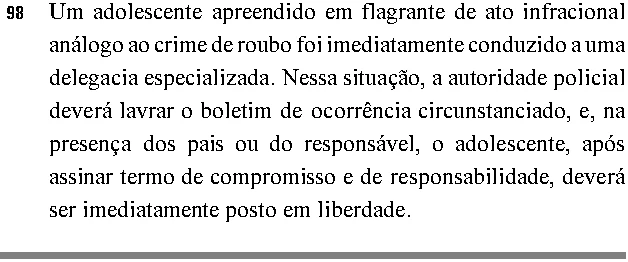 98 Um adolescente apreendido em flagrante de ato infracional
análogo ao crime de roubo foi imediatamente conduzido a uma
delegacia especializada. Nessa situação, a autoridade policial
deverá lavrar o boletim de ocorrência circunstanciado, e, na
presença dos pais ou do responsável, o adolescente, após
assinar termo de compromisso e de responsabilidade, deverá
ser imediatamente posto em liberdade.